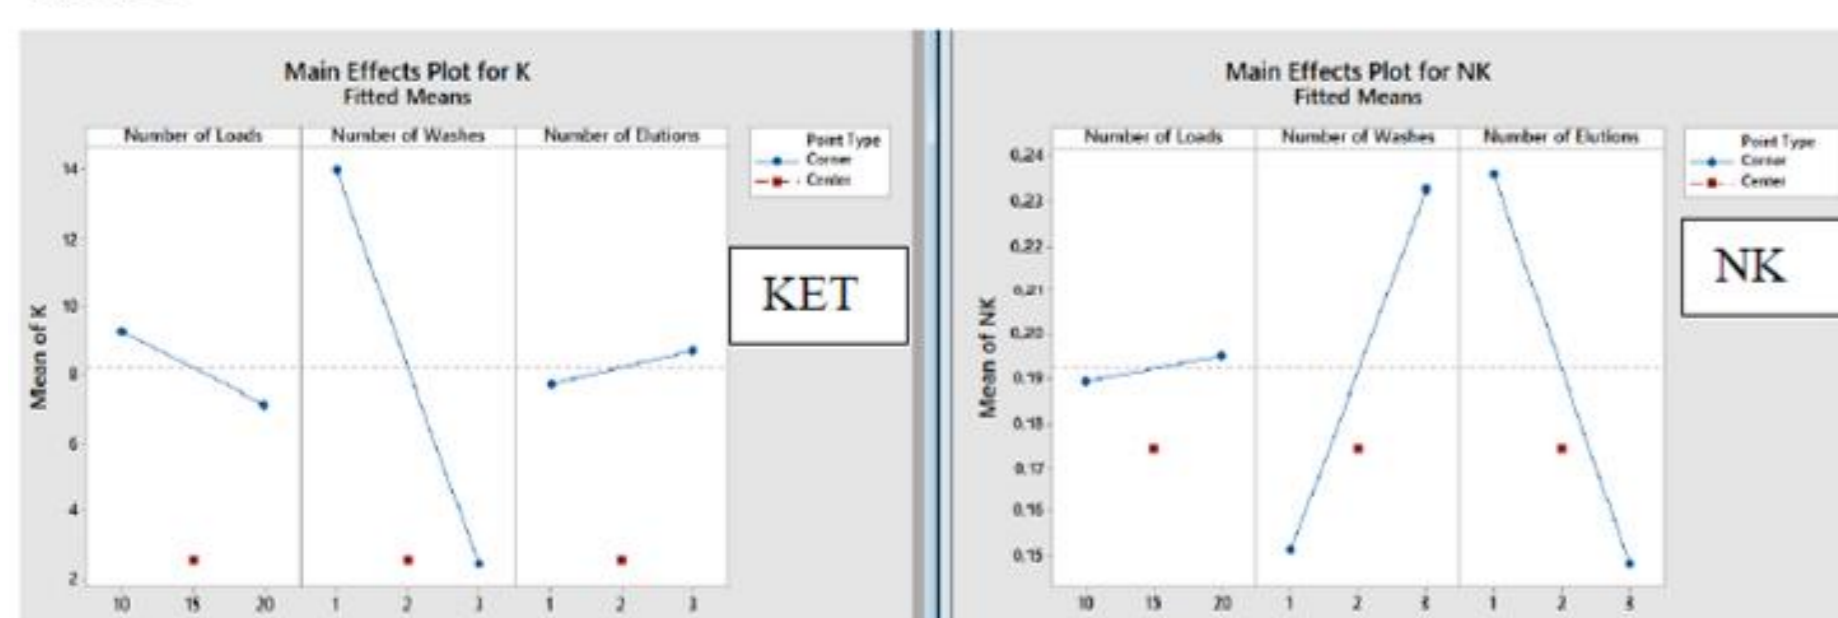 Main Effects Plot for K
Fitted Means
Number of Loads Number of Washes Number of Elutions
Point Type
Corner
Center
Mean of K
14
12
10
8
6
4
2
10 15 20 1 2 3 1 2 3
KET
Main Effects Plot for NK
Fitted Means
Number of Loads Number of Washes Number of Elutions
Point Type
Corner
Center
Mean of NK
0.24
0.23
0.22
0.21
0.20
0.19
0.18
0.17
0.16
0.15
10 15 20 1 2 3 1 2 3
NK